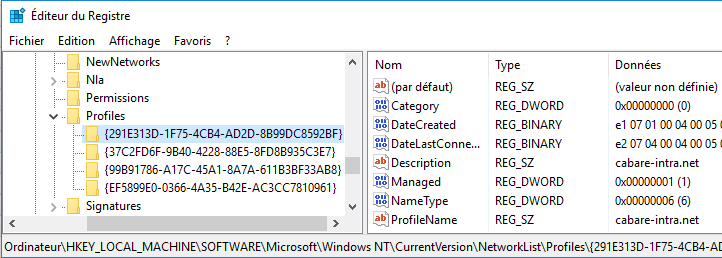 Éditeur du Registre
Fichier Edition Affichage Favoris ?
NewNetworks
Nla
Permissions
Profiles
{291E313D-1F75-4CB4-AD2D-8B99DC8592BF}
{37C2FD6F-9B40-4228-88E5-8FD8B935C3E7}
{99B91786-A17C-45A1-8A7A-611B3BF33AB8}
{EF5899E0-0366-4A35-B42E-AC3CC7810961}
Signatures
Nom Type Données
(par défaut) REG_SZ (valeur non définie)
Category REG_DWORD 0x00000000 (0)
DateCreated REG_BINARY e1 07 01 00 04 00 05 0
DateLastConne... REG_BINARY e2 07 04 00 04 00 05 0
Description REG_SZ cabare-intra.net
Managed REG_DWORD 0x00000001 (1)
NameType REG_DWORD 0x00000006 (6)
ProfileName REG_SZ cabare-intra.net
Ordinateur\HKEY_LOCAL_MACHINE\SOFTWARE\Microsoft\Windows NT\CurrentVersion\NetworkList\Profiles\{291E313D-1F75-4CB4-AD